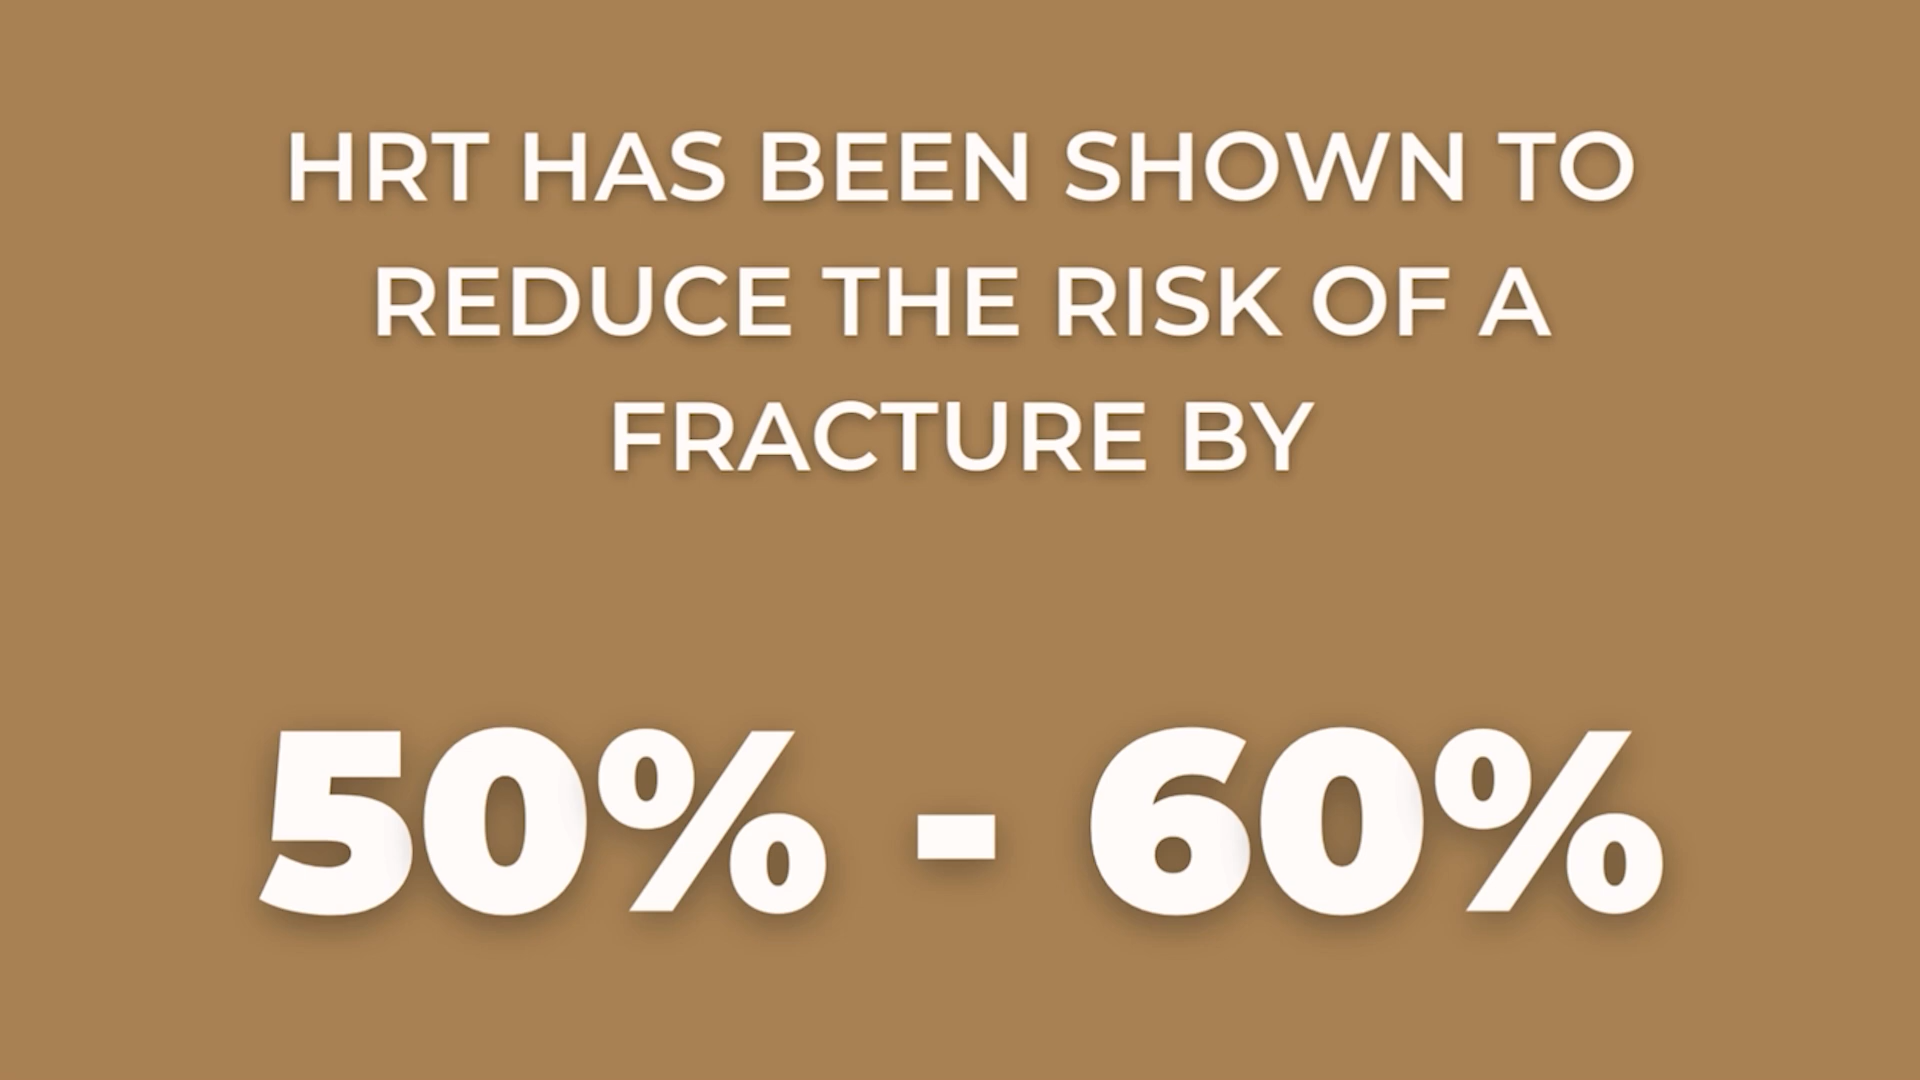 HRT HAS BEEN SHOWN TO
REDUCE THE RISK OF A
FRACTURE BY
50% - 60%